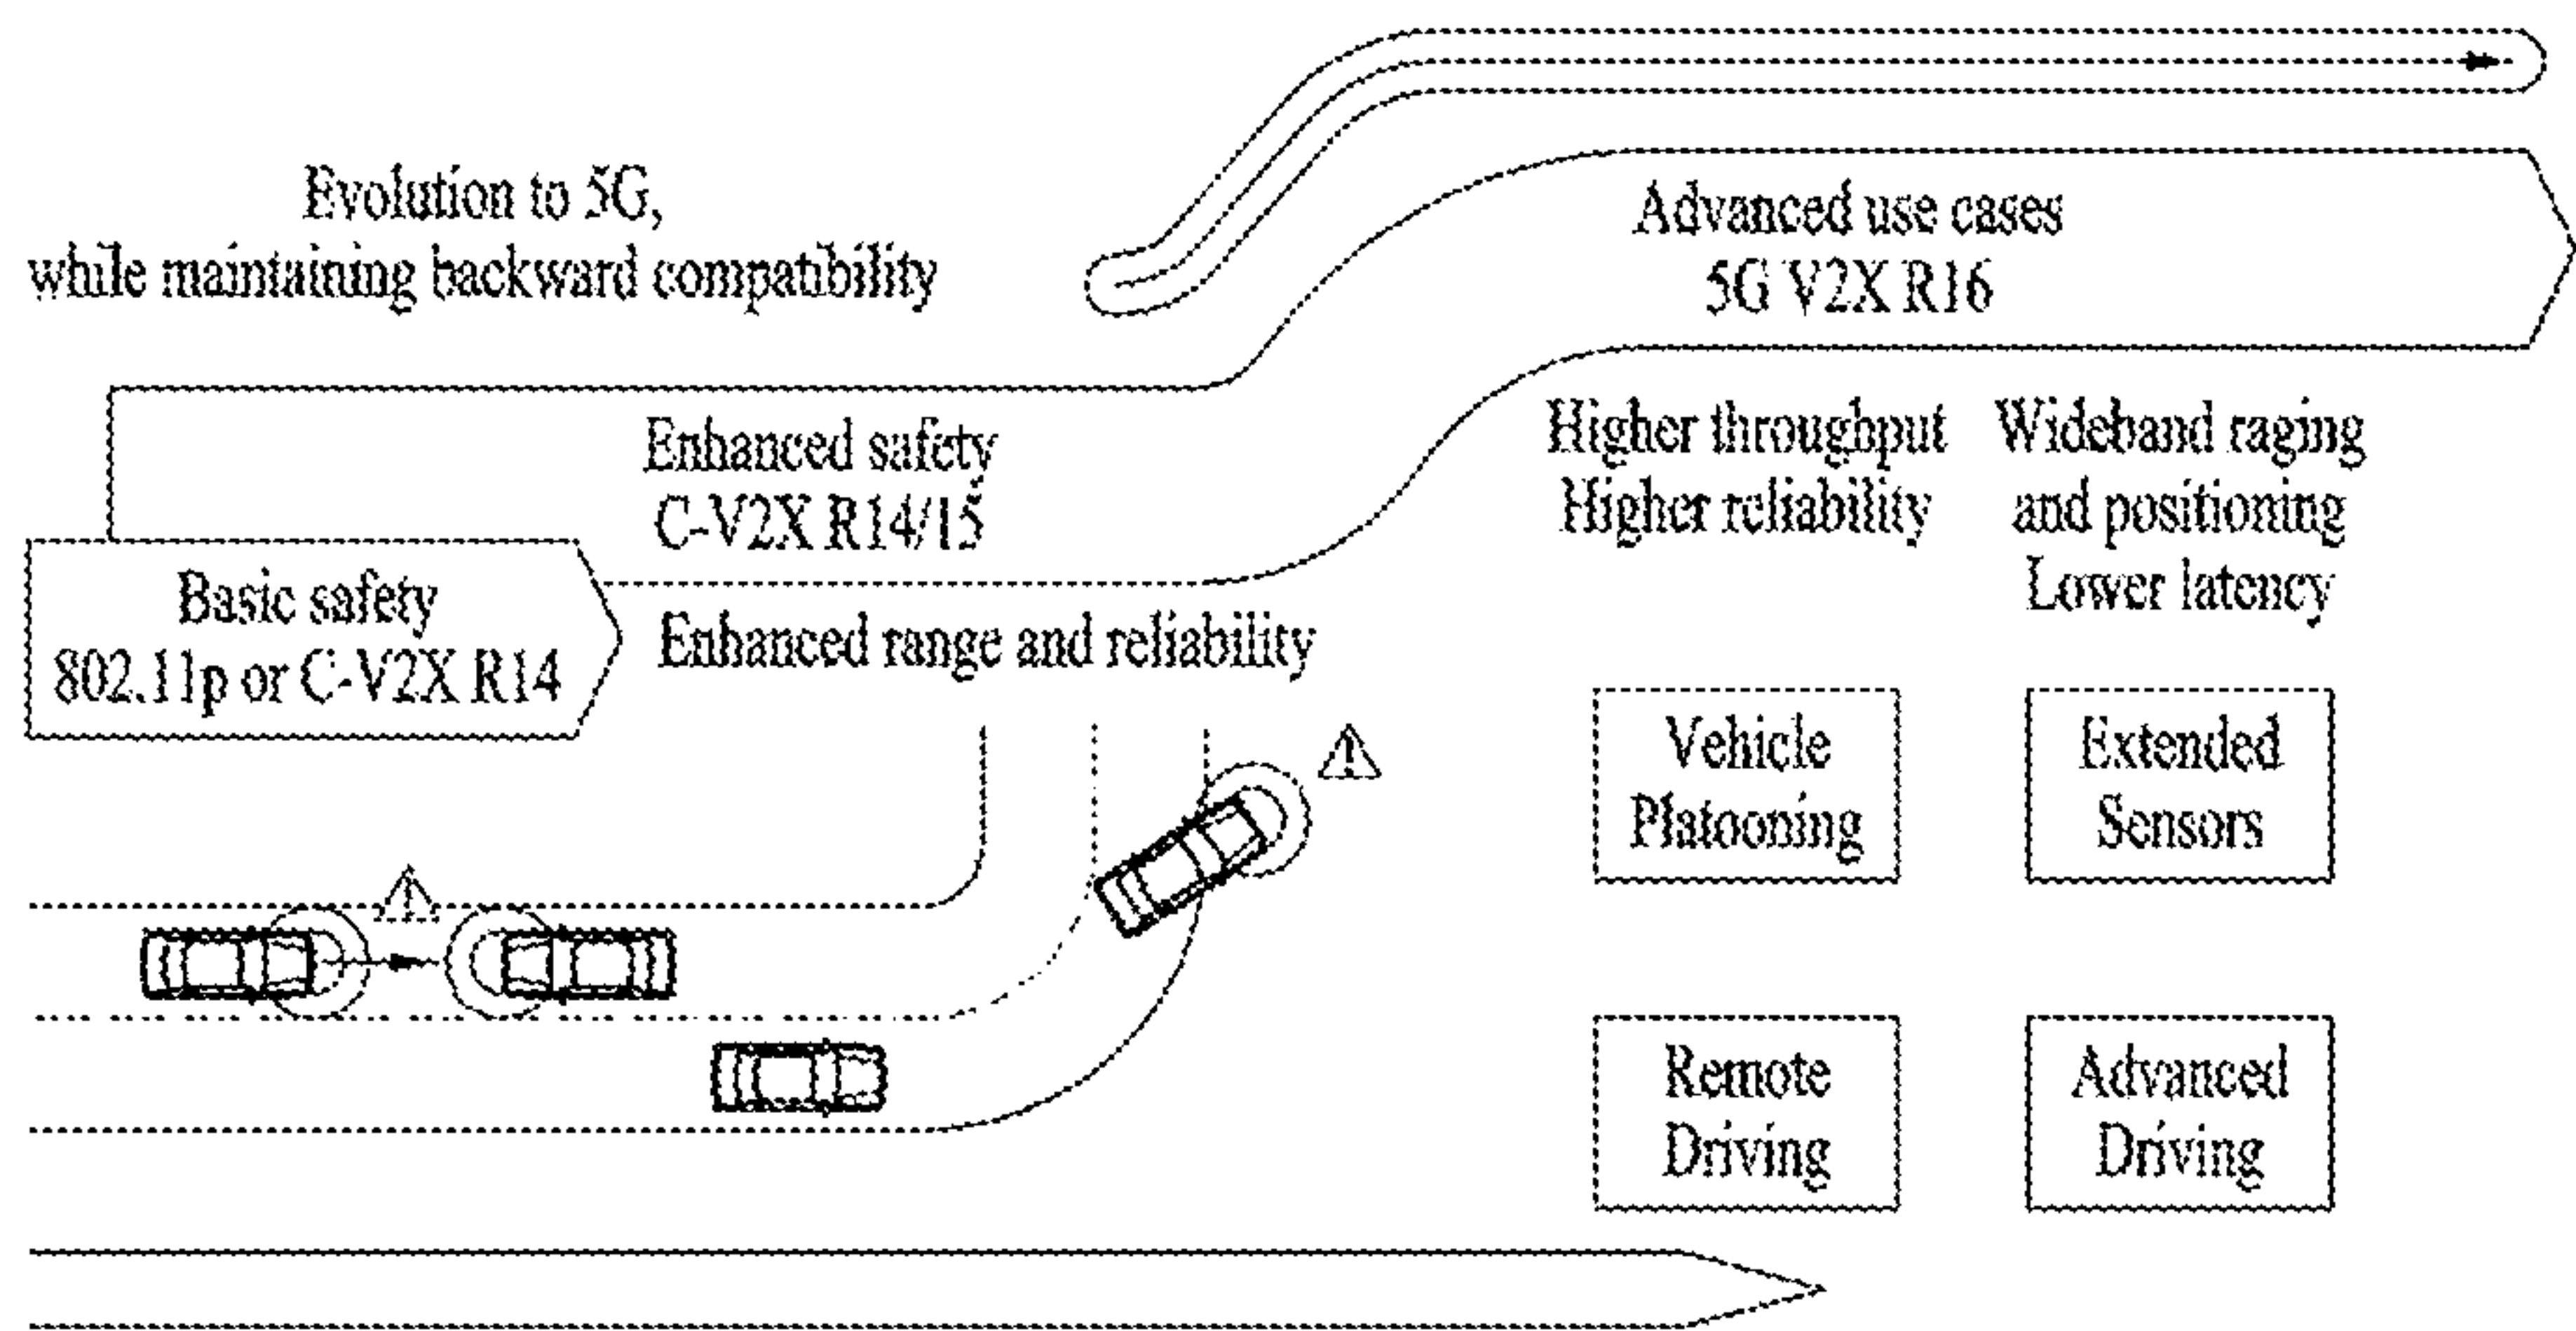 Evolution to 5G,
while maintaining backward compatibility
Advanced use cases
5G V2X R16
Enhanced safety
C-V2X R14/15
Basic safety
802.11p or C-V2X R14
Enhanced range and reliability
Higher throughput
Higher reliability
Wideband raging
and positioning
Lower latency
Vehicle
Platooning
Extended
Sensors
Remote
Driving
Advanced
Driving